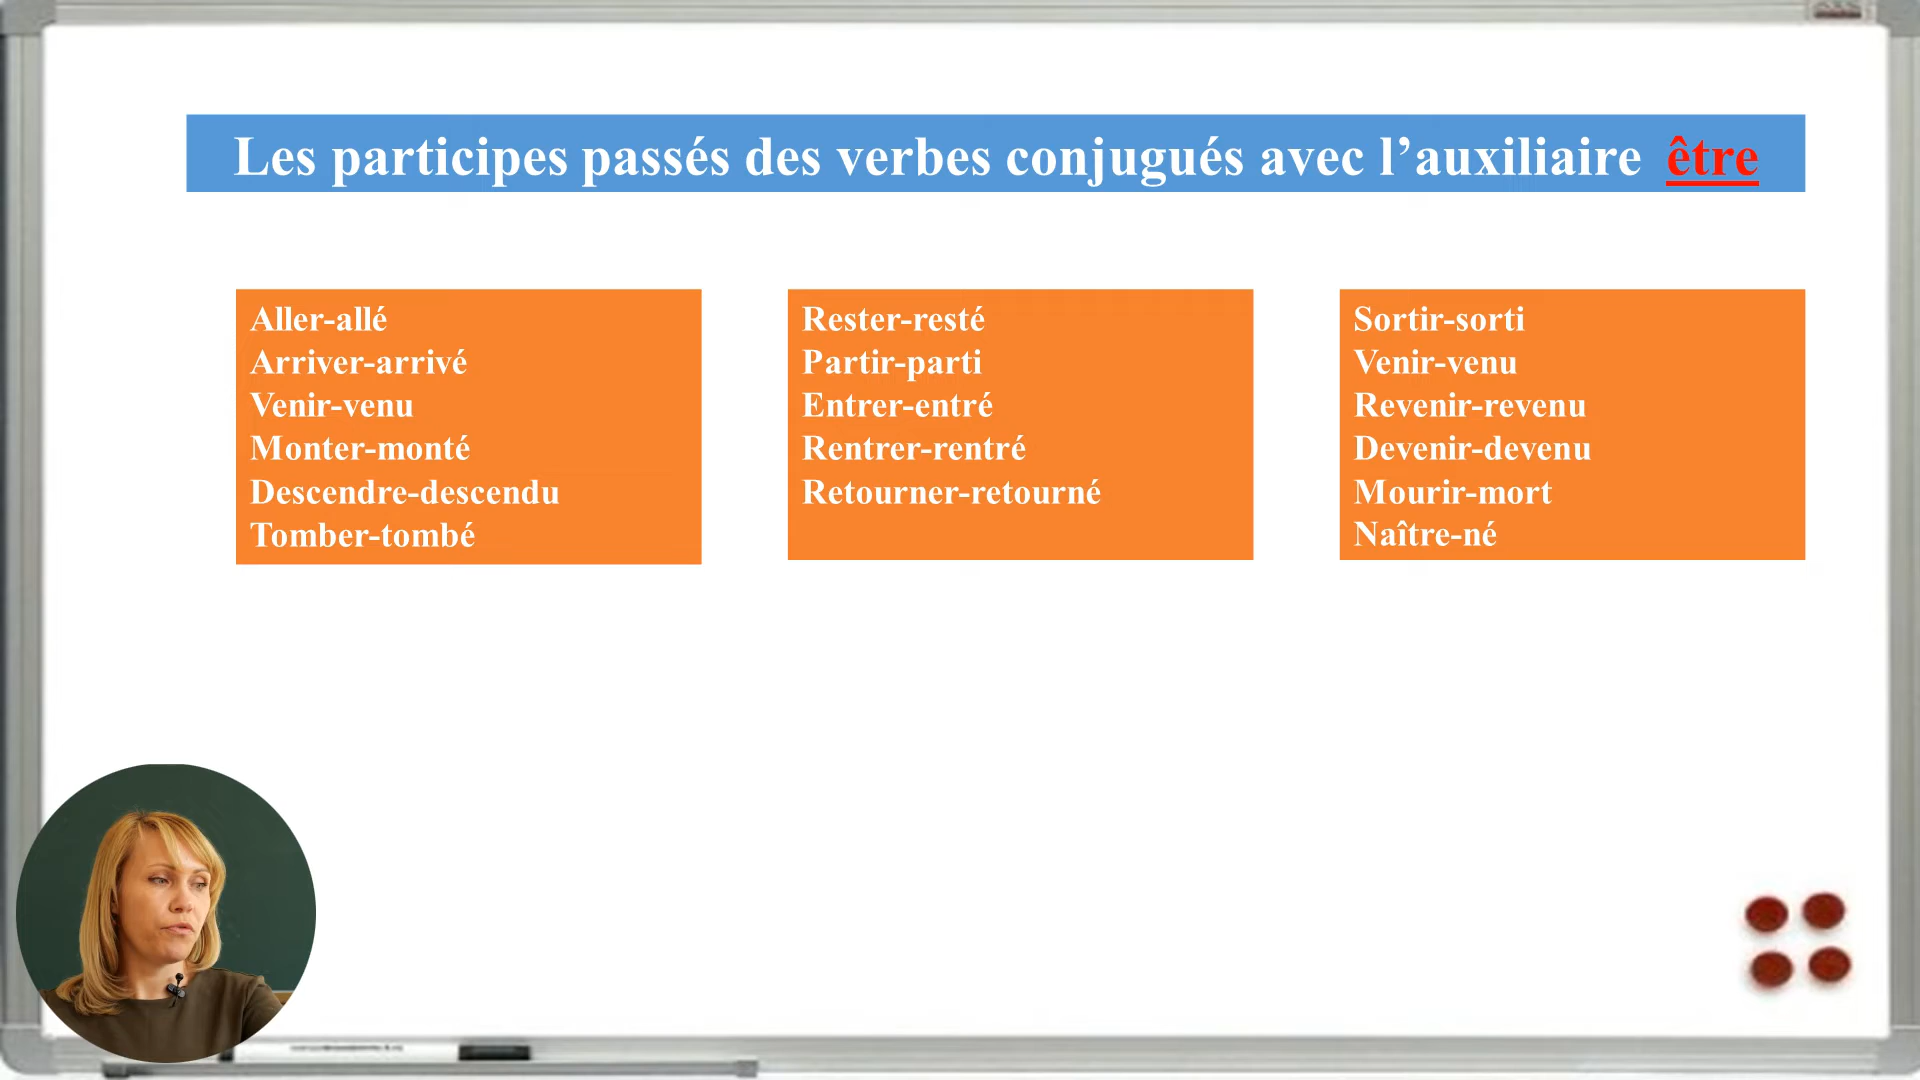 Les participes passés des verbes conjugués avec l’auxiliaire être
Aller-allé
Arriver-arrivé
Venir-venu
Monter-monté
Descendre-descendu
Tomber-tombé
Rester-resté
Partir-parti
Entrer-entré
Rentrer-rentré
Retourner-retourné
Sortir-sorti
Venir-venu
Revenir-revenu
Devenir-devenu
Mourir-mort
Naître-né